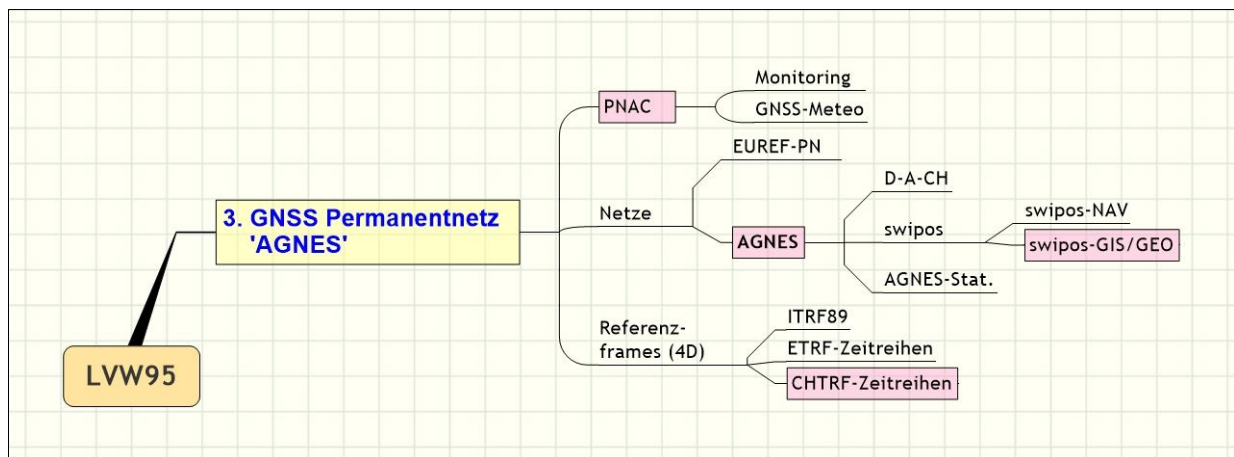 Monitoring
PNAC
GNSS-Meteo
EUREF-PN
D-A-CH
3. GNSS Permanentnetz
'AGNES'
Netze
swipos-NAV
swipos
AGNES
swipos-GIS/GEO
AGNES-Stat.
ITRF89
Referenz-
frames (4D)
ETRF-Zeitreihen
CHTRF-Zeitreihen
LVW95